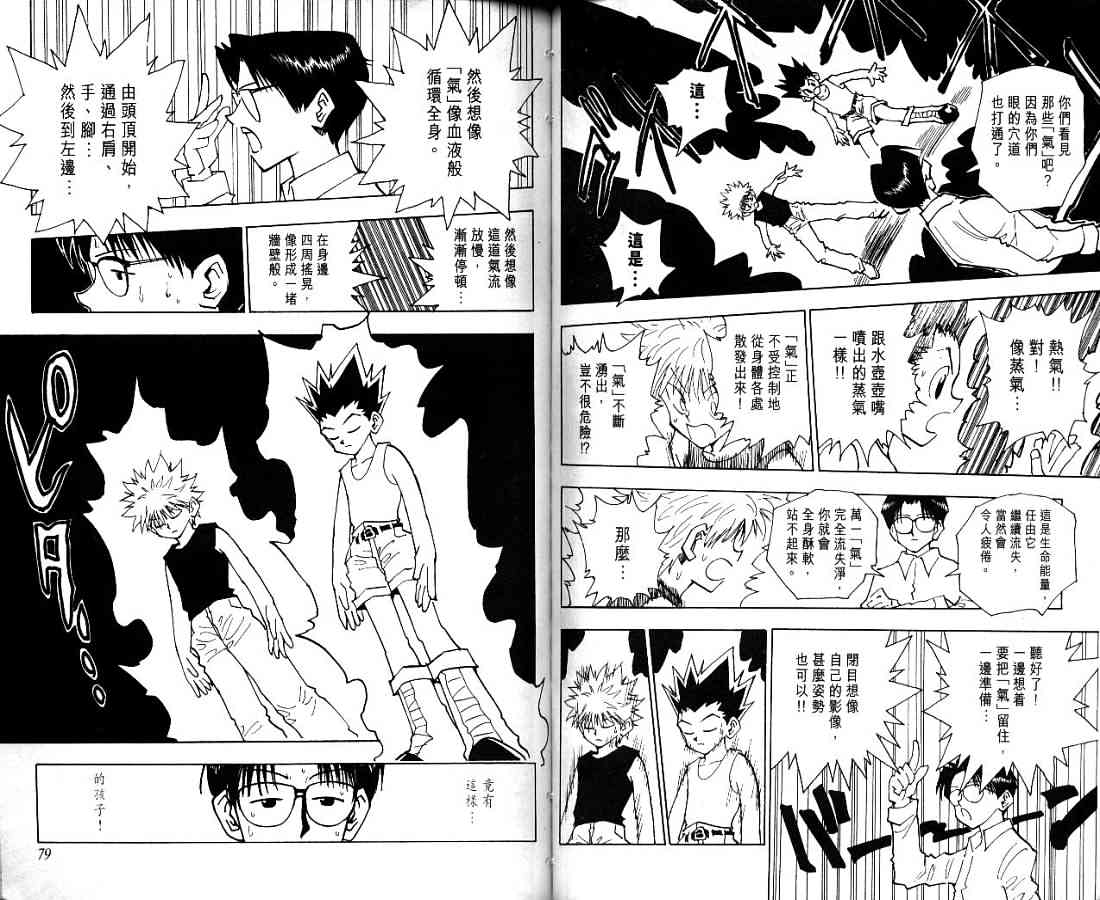 你們看見
那些「氣」吧？
因為你們
眼的穴道
也打通了。
這…
這是…
熱氣!!
對！
像蒸氣…
跟水壺壺嘴
噴出的蒸氣
一樣!!
「氣」正
不受控制地
從身體各處
散發出來！
「氣」不斷
湧出，
豈不很危險!?
這是生命能量，
任由它
繼續流失，
當然會
令人疲倦。
萬一「氣」
完全流失淨，
你就會
全身酥軟，
站不起來。
那麼…
聽好了！
一邊想着
要把「氣」留住，
一邊準備…
閉目想像
自己的影像，
甚麼姿勢
也可以!!
然後想像
「氣」像血液般
循環全身。
由頭頂開始，
通過右肩、
手、腳…
然後到左邊…
然後想像
這道氣流
放慢，
漸漸停頓…
在身邊
四周搖晃，
像形成一堵
牆壁般。
竟有
這樣…
的孩子！
79